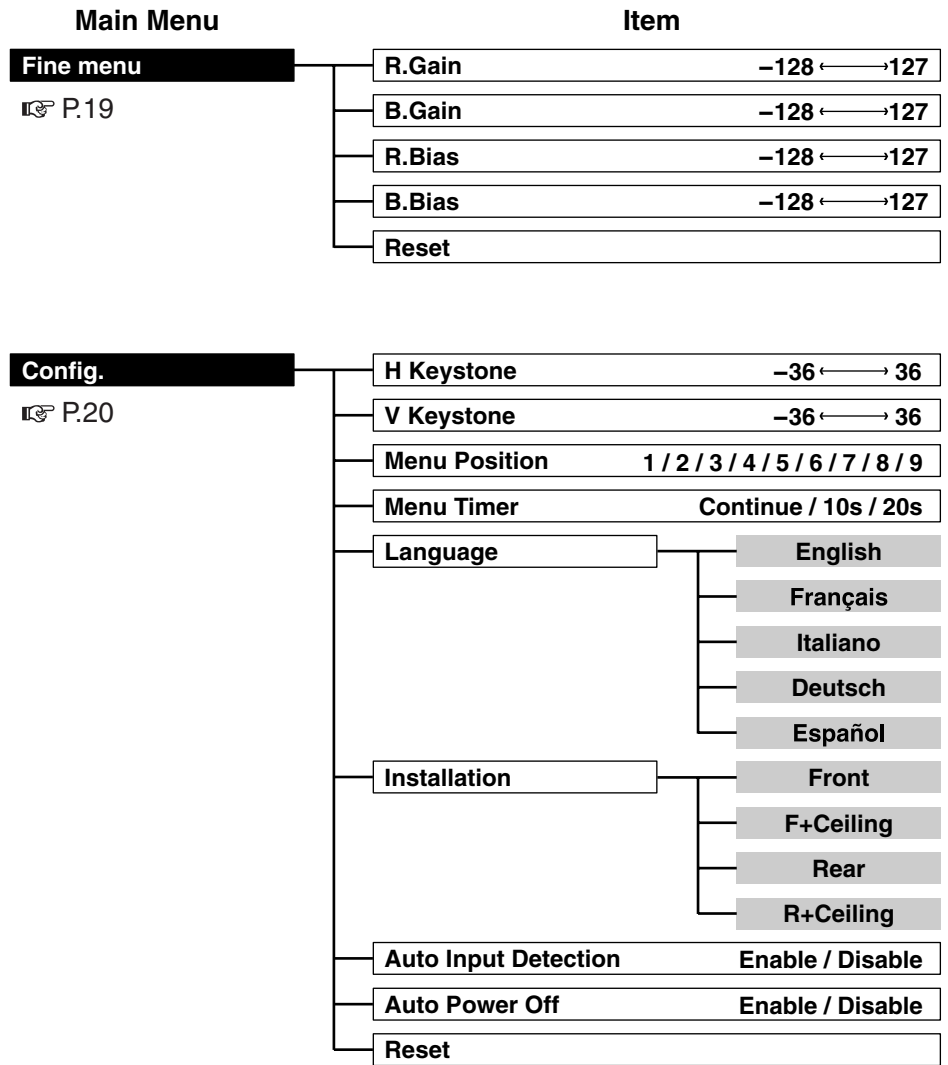 Main Menu Item
Fine menu R.Gain –128 ←→ 127
☞ P.19 B.Gain –128 ←→ 127
R.Bias –128 ←→ 127
B.Bias –128 ←→ 127
Reset
Config. H Keystone –36 ←→ 36
☞ P.20 V Keystone –36 ←→ 36
Menu Position 1 / 2 / 3 / 4 / 5 / 6 / 7 / 8 / 9
Menu Timer Continue / 10s / 20s
Language English
Français
Italiano
Deutsch
Español
Installation Front
F+Ceiling
Rear
R+Ceiling
Auto Input Detection Enable / Disable
Auto Power Off Enable / Disable
Reset